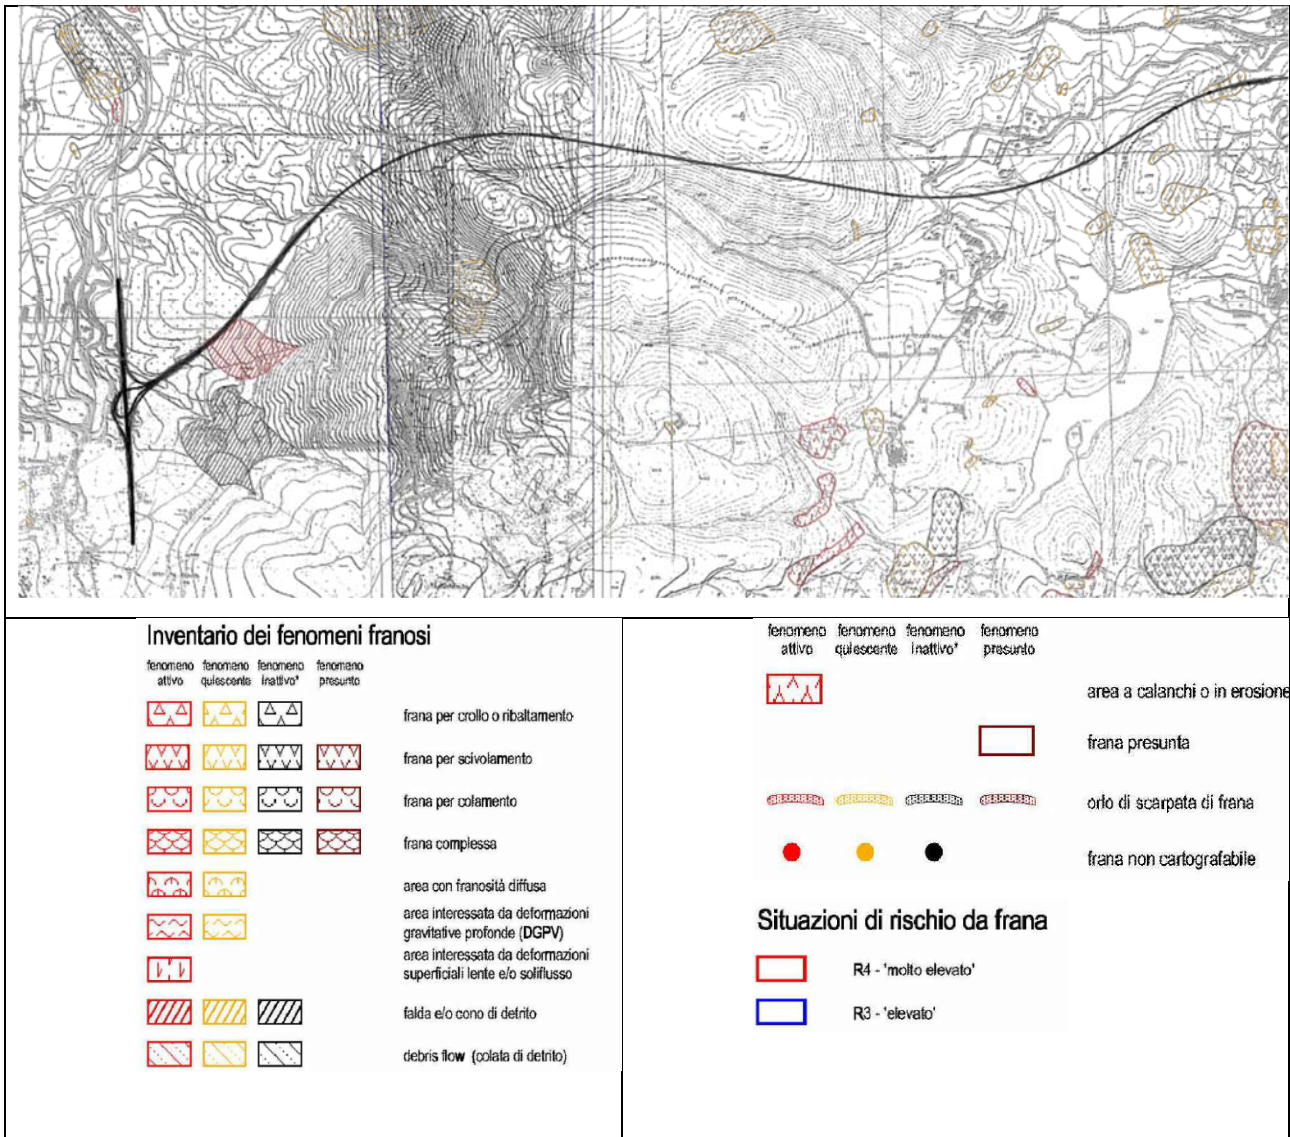 Inventario dei fenomeni franosi
fenomeno attivo
fenomeno quiescente
fenomeno inattivo*
fenomeno presunto
frana per crollo o ribaltamento
frana per scivolamento
frana per colamento
frana complessa
area con franosità diffusa
area interessata da deformazioni
gravitative profonde (DGPV)
area interessata da deformazioni
superficiali lente e/o soliflusso
falda e/o cono di detrito
debris flow (colata di detrito)
fenomeno attivo
fenomeno quiescente
fenomeno inattivo*
fenomeno presunto
area a calanchi o in erosione
frana presunta
orlo di scarpata di frana
frana non cartografabile
Situazioni di rischio da frana
R4 - 'molto elevato'
R3 - 'elevato'